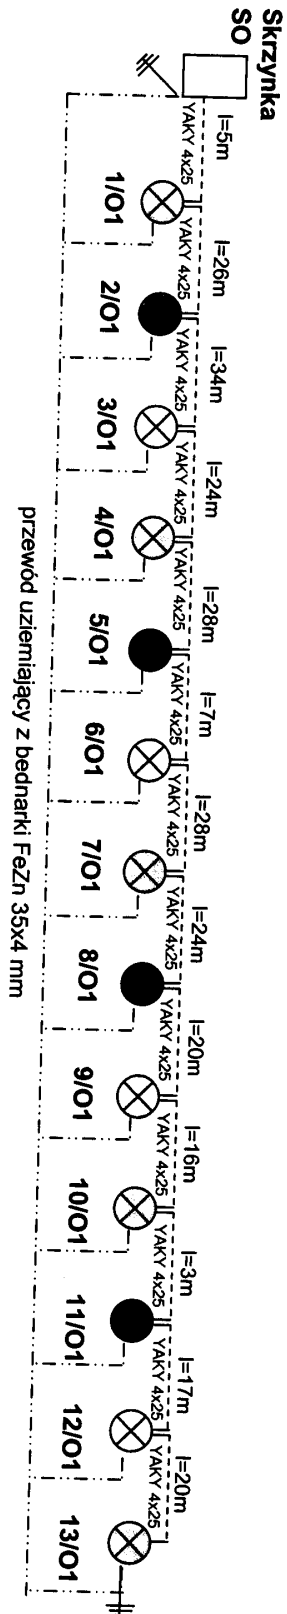 Skrzynka
SO
l=5m
YAKY 4x25
1/O1
l=26m
YAKY 4x25
2/O1
l=34m
YAKY 4x25
3/O1
l=24m
YAKY 4x25
4/O1
l=28m
YAKY 4x25
5/O1
l=7m
YAKY 4x25
6/O1
l=28m
YAKY 4x25
7/O1
l=24m
YAKY 4x25
8/O1
l=20m
YAKY 4x25
9/O1
l=16m
YAKY 4x25
10/O1
l=3m
YAKY 4x25
11/O1
l=17m
YAKY 4x25
12/O1
l=20m
YAKY 4x25
13/O1
przewód uziemiający z bednarki FeZn 35x4 mm